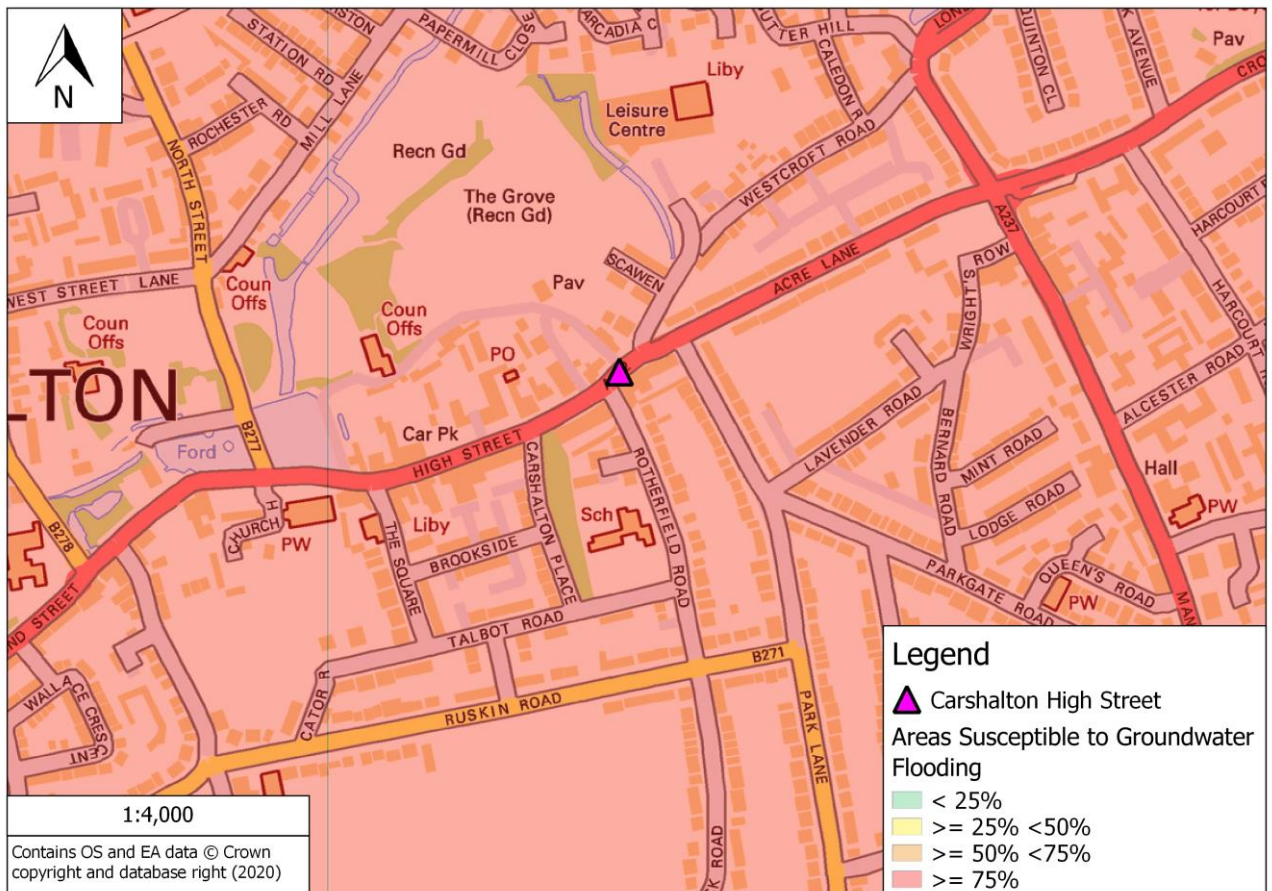 N
STATION RD
PAPERMILL CLOSE
ARCADIA C
TTER HILL
CALEDON R
QUINTON CL
AVENUE
Pav
CRO
ROCHESTER RD
MILL LANE
NORTH STREET
Liby
Leisure
Centre
WESTCROFT ROAD
Recn Gd
The Grove
(Recn Gd)
A237
HARCOURT
WEST STREET LANE
Coun
Offs
Coun
Offs
Coun
Offs
Pav
SCAWEN
ACRE LANE
WRIGHT'S ROW
HARCOURT
PO
LTON
Ford
B277
Car Pk
HIGH STREET
LAVENDER ROAD
BERNARD ROAD
ALCESTER ROAD
MINT ROAD
LODGE ROAD
Hall
PW
B278
CHURCH H
PW
Liby
THE SQUARE
BROOKSIDE
CARSHALTON PLACE
Sch
ROTHERFIELD ROAD
PARKGATE ROAD
QUEEN'S ROAD
PW
MAN
ND STREET
TALBOT ROAD
WALLACE CRESCENT
CATOR R
RUSKIN ROAD
B271
PARK LANE
K ROAD
Legend
Carshalton High Street
Areas Susceptible to Groundwater
Flooding
< 25%
>= 25% <50%
>= 50% <75%
>= 75%
1:4,000
Contains OS and EA data © Crown
copyright and database right (2020)